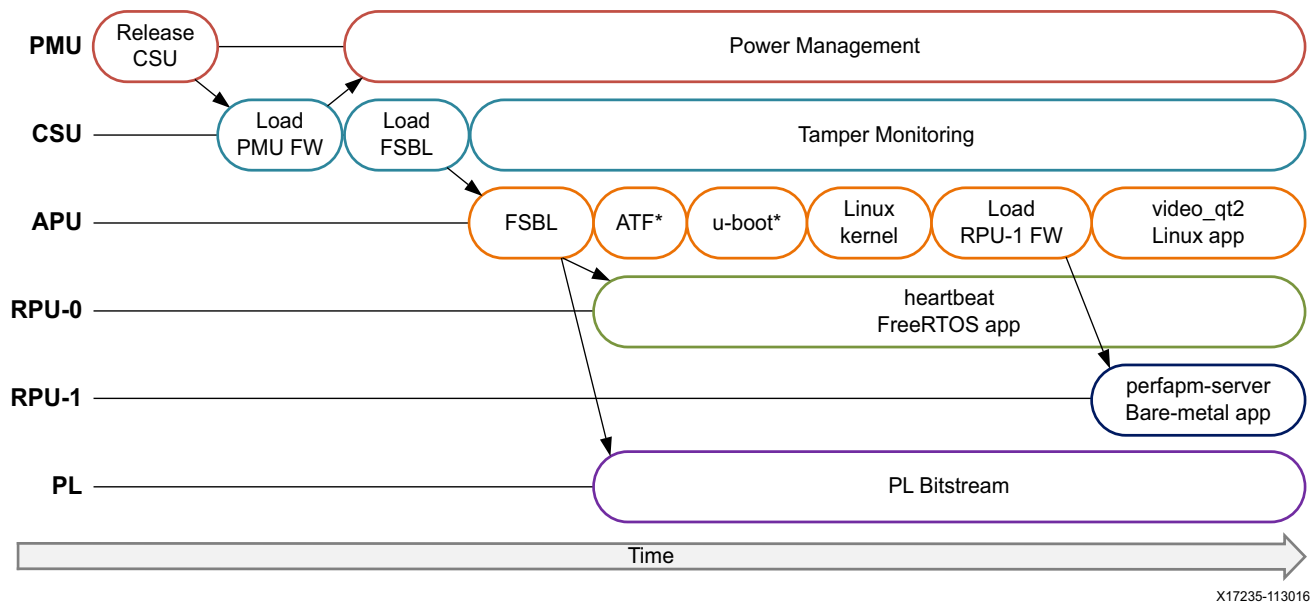 PMU
Release
CSU
Power Management
CSU
Load
PMU FW
Load
FSBL
Tamper Monitoring
APU
FSBL
ATF*
u-boot*
Linux
kernel
Load
RPU-1 FW
video_qt2
Linux app
RPU-0
heartbeat
FreeRTOS app
RPU-1
perfapm-server
Bare-metal app
PL
PL Bitstream
Time
X17235-113016